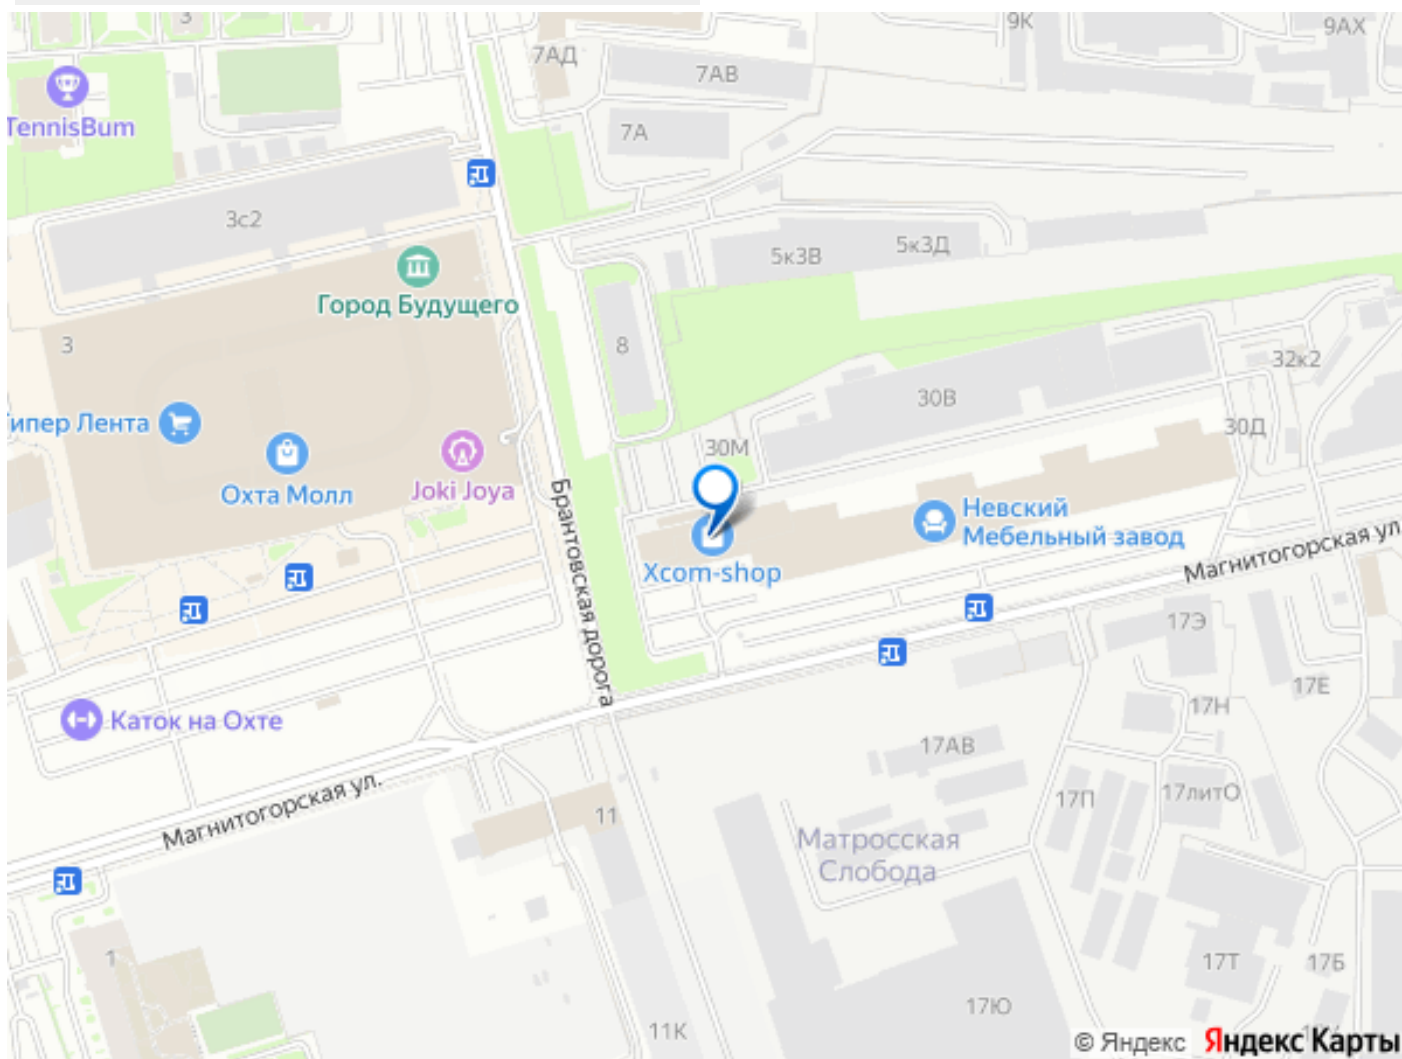 3
9К
9АХ
7АД
7АВ
TennisBum
7А
3с2
5к3В
5к3Д
Город Будущего
3
8
32к2
30В
Гипер Лента
30М
30Д
Охта Молл
Joki Joya
Невский
Мебельный завод
Xcom-shop
Брантовская дорога
Магнитогорская ул.
17Э
17Е
17Н
Каток на Охте
17АВ
17П
17литО
Магнитогорская ул.
11
Матросская
Слобода
1
17Т
17Б
17Ю
11К
© Яндекс Яндекс Карты